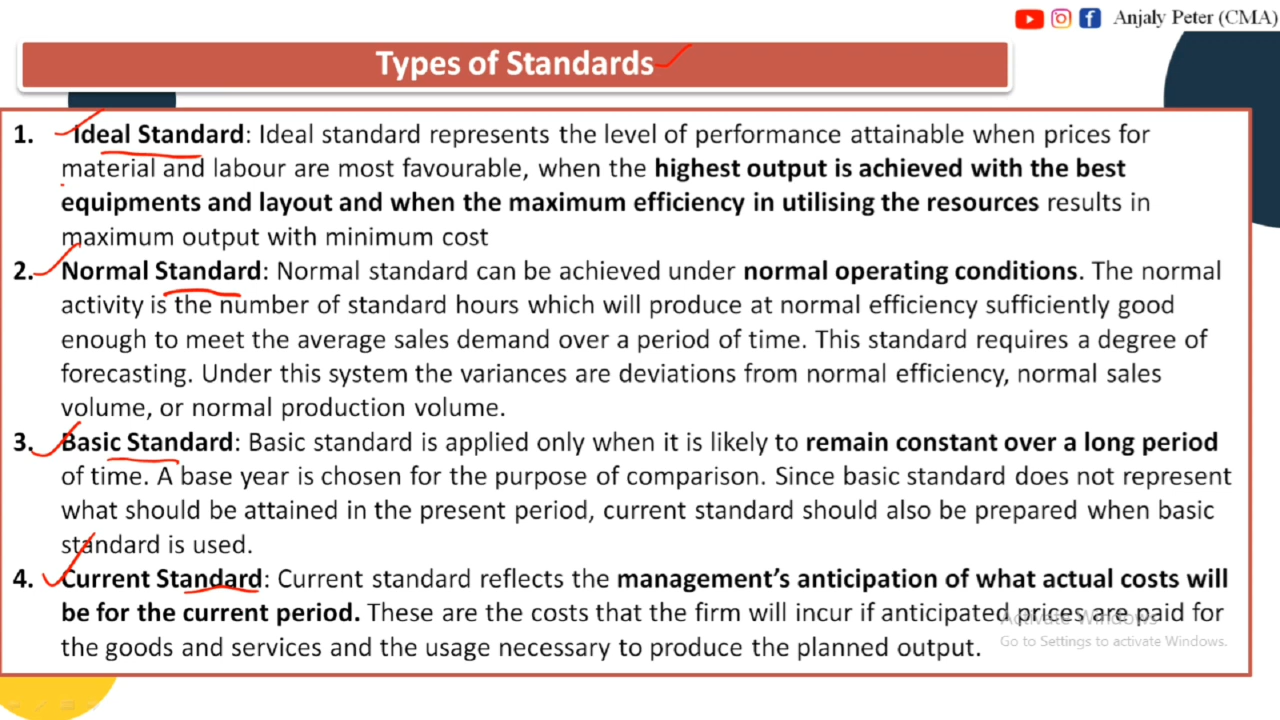 Anjaly Peter (CMA)
Types of Standards
1. Ideal Standard: Ideal standard represents the level of performance attainable when prices for
material and labour are most favourable, when the highest output is achieved with the best
equipments and layout and when the maximum efficiency in utilising the resources results in
maximum output with minimum cost
2. Normal Standard: Normal standard can be achieved under normal operating conditions. The normal
activity is the number of standard hours which will produce at normal efficiency sufficiently good
enough to meet the average sales demand over a period of time. This standard requires a degree of
forecasting. Under this system the variances are deviations from normal efficiency, normal sales
volume, or normal production volume.
3. Basic Standard: Basic standard is applied only when it is likely to remain constant over a long period
of time. A base year is chosen for the purpose of comparison. Since basic standard does not represent
what should be attained in the present period, current standard should also be prepared when basic
standard is used.
4. Current Standard: Current standard reflects the management’s anticipation of what actual costs will
be for the current period. These are the costs that the firm will incur if anticipated prices are paid for
the goods and services and the usage necessary to produce the planned output.
Activate Windows
Go to Settings to activate Windows.